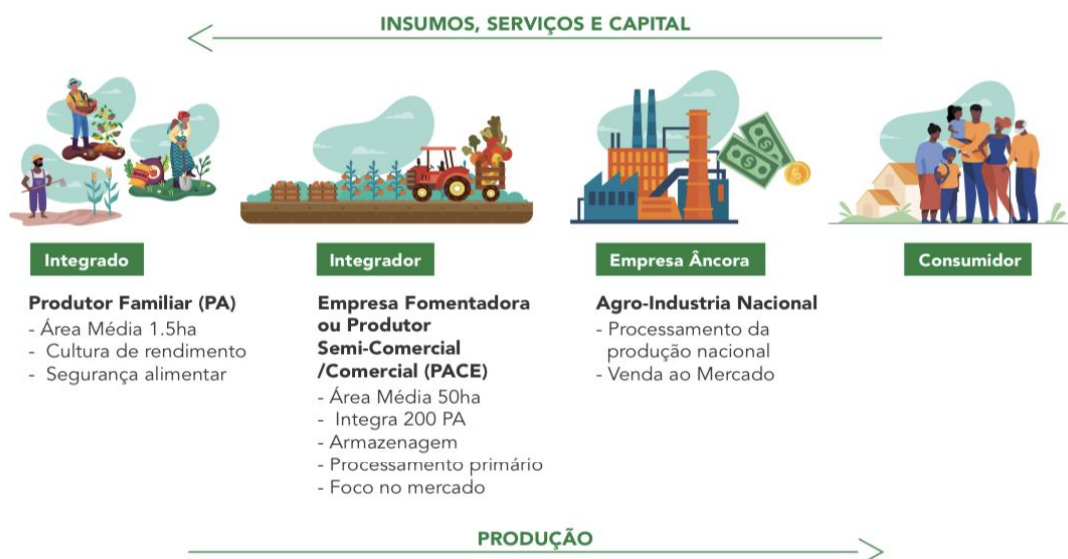 INSUMOS, SERVIÇOS E CAPITAL
Integrado
Produtor Familiar (PA)
- Área Média 1.5ha
- Cultura de rendimento
- Segurança alimentar
Integrador
Empresa Fomentadora
ou Produtor
Semi-Comercial
/Comercial (PACE)
- Área Média 50ha
- Integra 200 PA
- Armazenagem
- Processamento primário
- Foco no mercado
Empresa Âncora
Agro-Industria Nacional
- Processamento da
produção nacional
- Venda ao Mercado
Consumidor
PRODUÇÃO